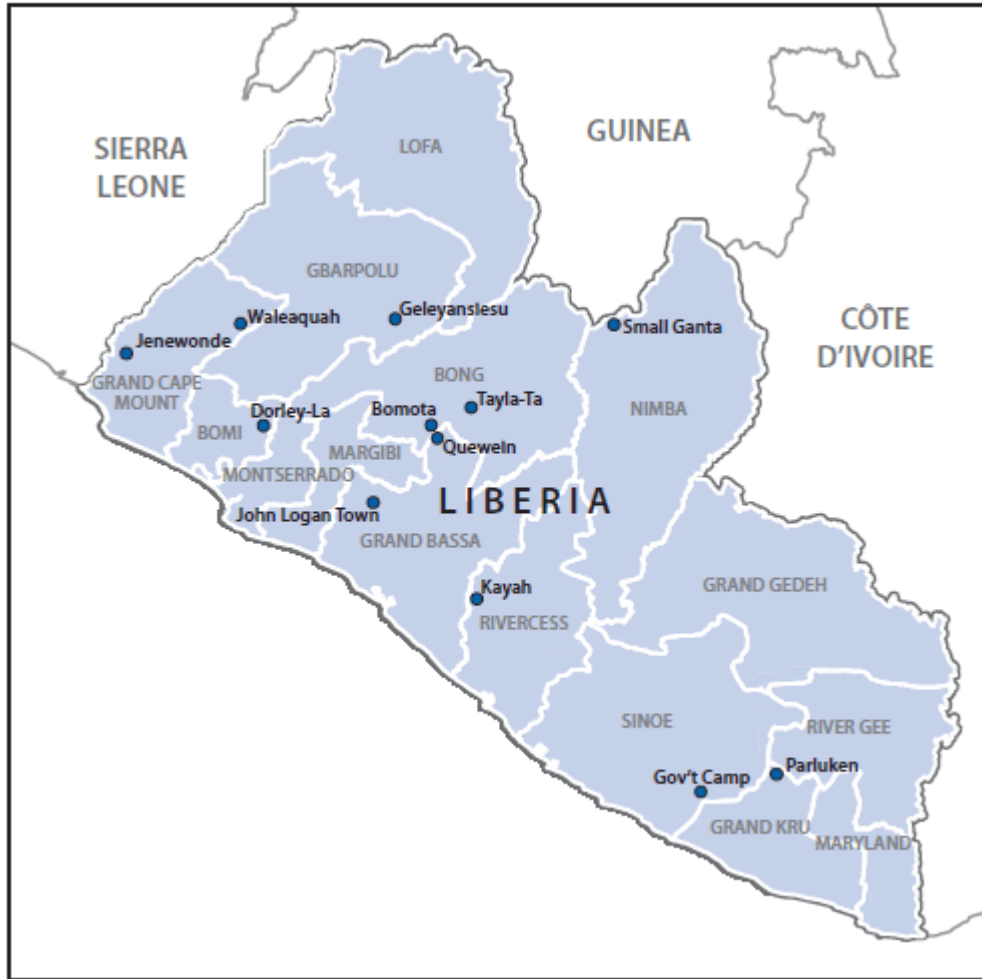 SIERRA
LEONE
GUINEA
LOFA
GBARPOLU
Geleyansiesu
Waleaquah
Small Ganta
CÔTE
D'IVOIRE
Jenewonde
GRAND CAPE
MOUNT
BONG
NIMBA
Tayla-Ta
Dorley-La
Bomota
BOMI
Quewein
MARGIBI
MONTSERRADO
LIBERIA
John Logan Town
GRAND BASSA
Kayah
RIVERCESS
GRAND GEDEH
SINOE
RIVER GEE
Parluken
Gov't Camp
GRAND KRU
MARYLAND